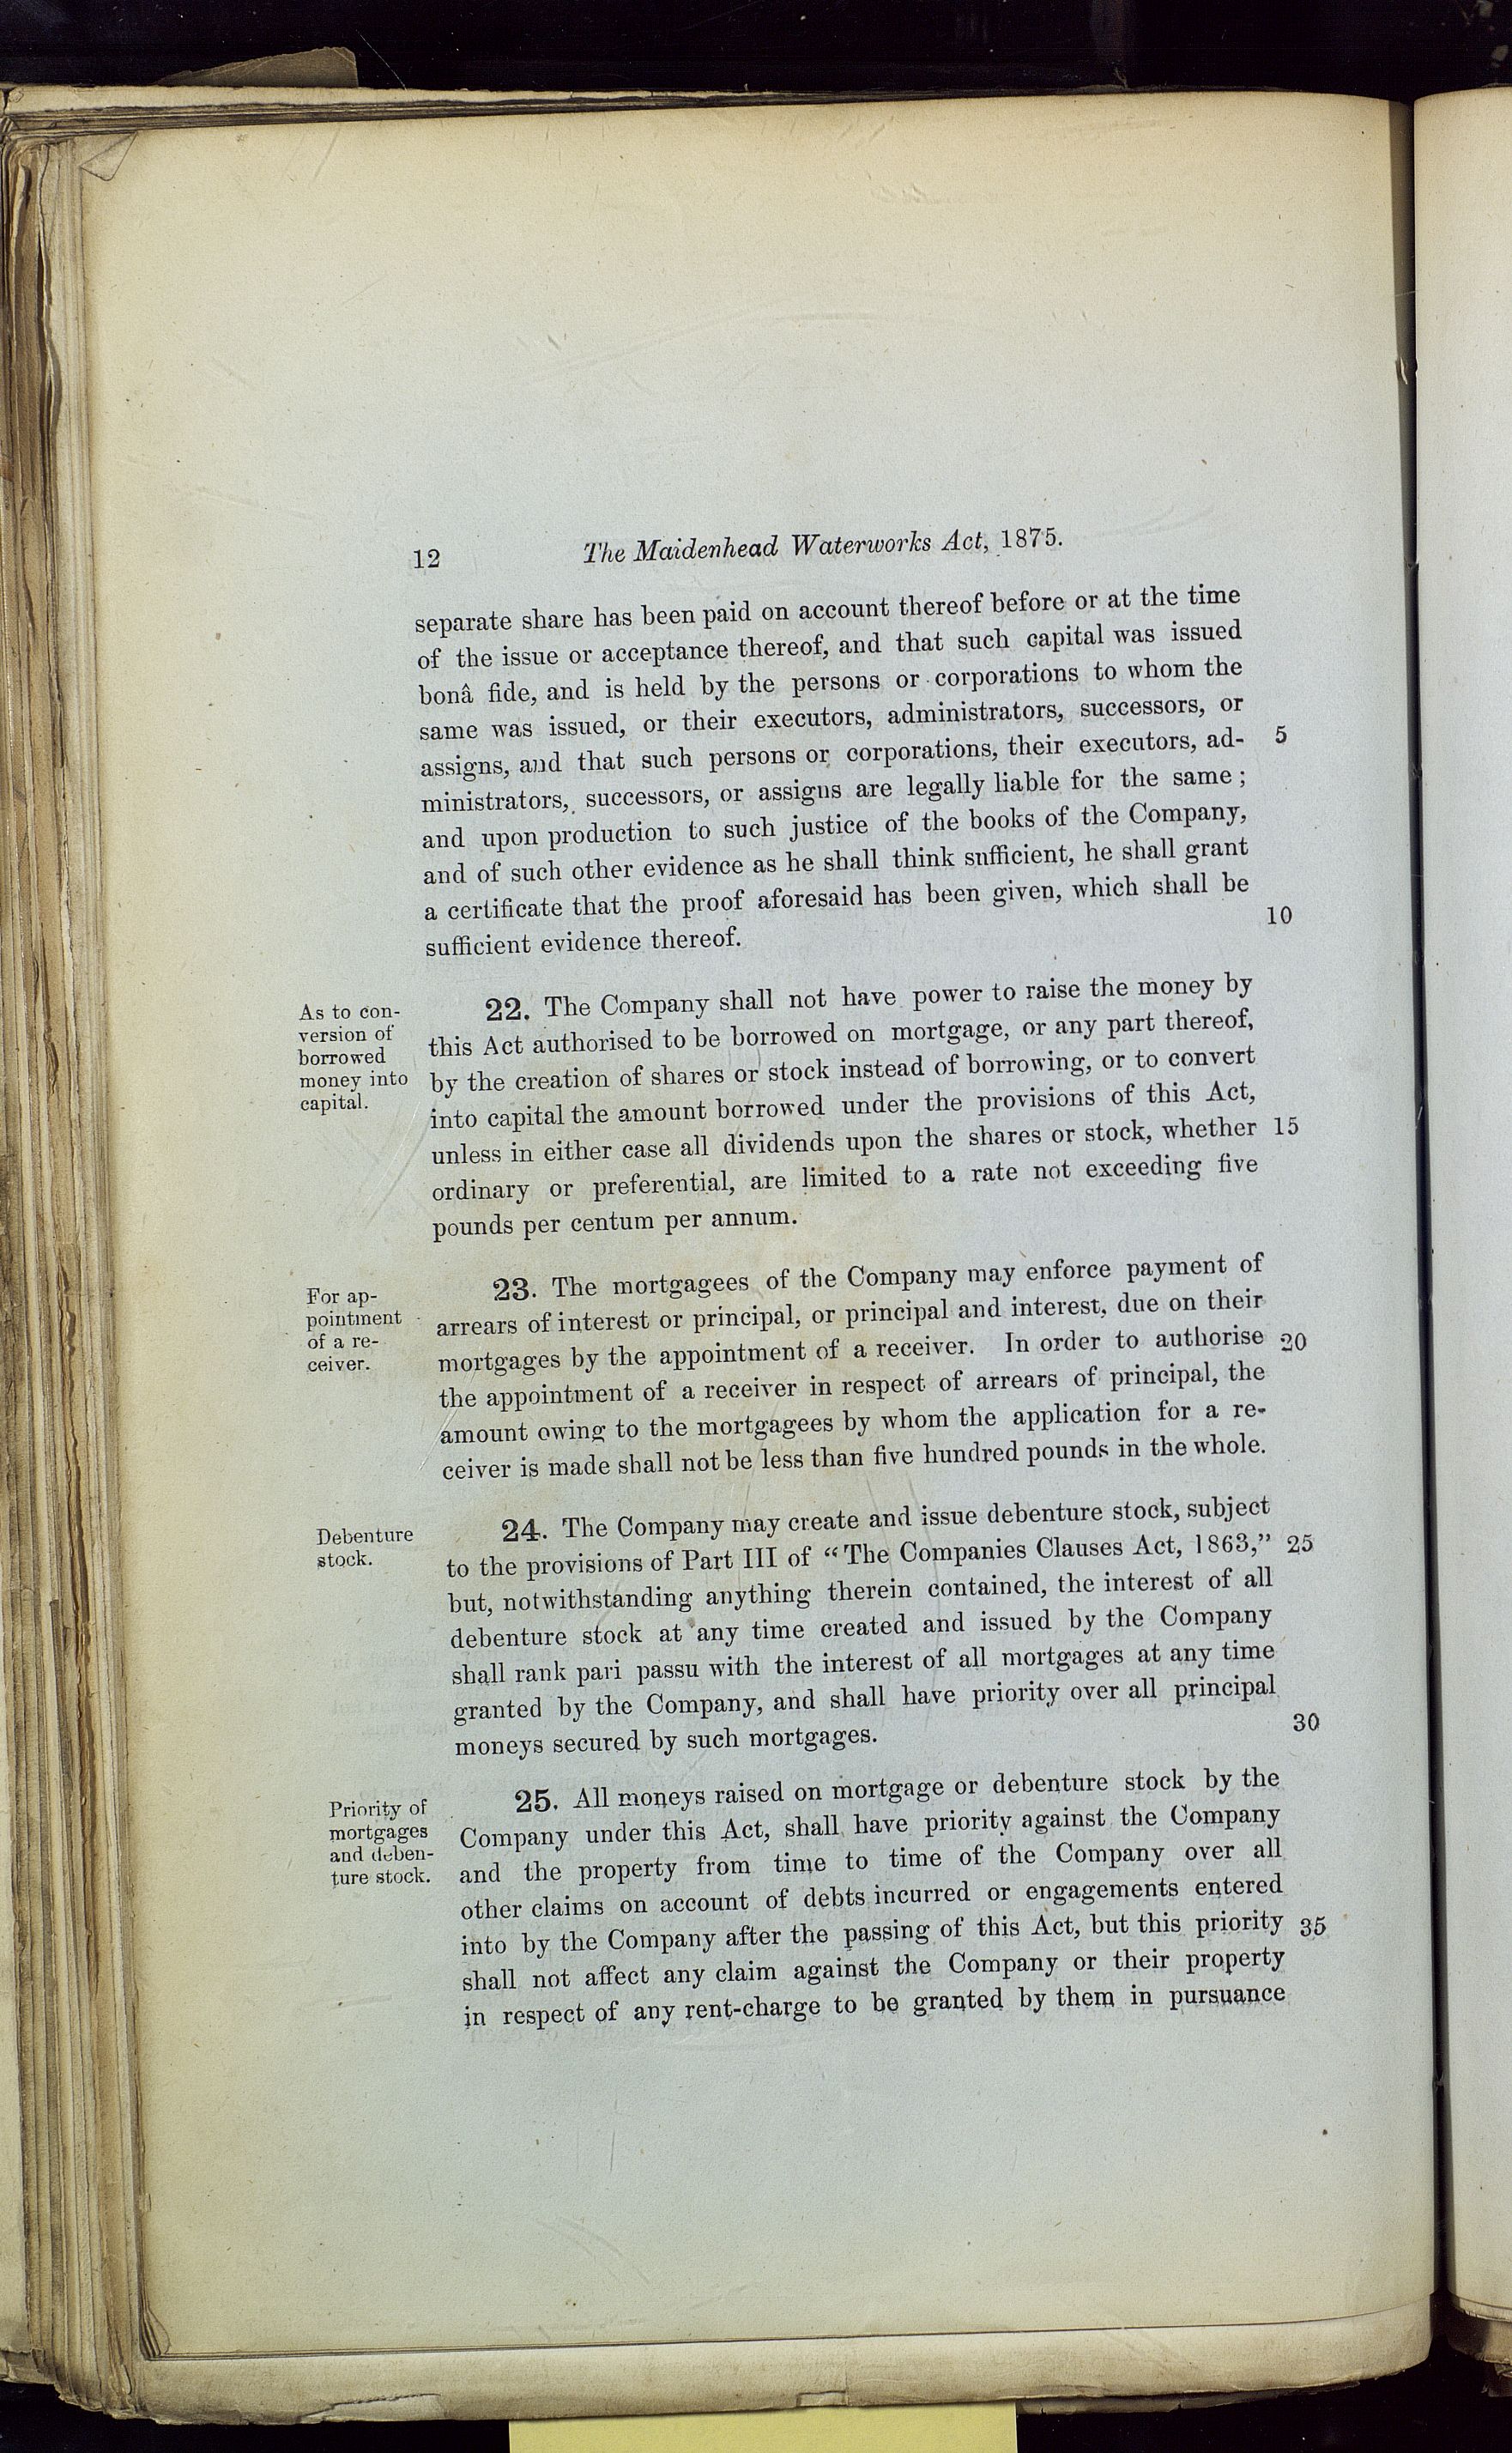 12 The Maidenhead Waterworks Act, 1875.
separate share has been paid on account thereof before or at the time
of the issue or acceptance thereof, and that such capital was issued
bonâ fide, and is held by the persons or corporations to whom the
same was issued, or their executors, administrators, successors, or
assigns, and that such persons or corporations, their executors, ad- 5
ministrators, successors, or assigns are legally liable for the same;
and upon production to such justice of the books of the Company,
and of such other evidence as he shall think sufficient, he shall grant
a certificate that the proof aforesaid has been given, which shall be
sufficient evidence thereof. 10
As to con-
version of
borrowed
money into
capital.
22. The Company shall not have power to raise the money by
this Act authorised to be borrowed on mortgage, or any part thereof,
by the creation of shares or stock instead of borrowing, or to convert
into capital the amount borrowed under the provisions of this Act,
unless in either case all dividends upon the shares or stock, whether 15
ordinary or preferential, are limited to a rate not exceeding five
pounds per centum per annum.
For ap-
pointment
of a re-
ceiver.
23. The mortgagees of the Company may enforce payment of
arrears of interest or principal, or principal and interest, due on their
mortgages by the appointment of a receiver. In order to authorise 20
the appointment of a receiver in respect of arrears of principal, the
amount owing to the mortgagees by whom the application for a re-
ceiver is made shall not be less than five hundred pounds in the whole.
Debenture
stock.
24. The Company may create and issue debenture stock, subject
to the provisions of Part III of "The Companies Clauses Act, 1863," 25
but, notwithstanding anything therein contained, the interest of all
debenture stock at any time created and issued by the Company
shall rank pari passu with the interest of all mortgages at any time
granted by the Company, and shall have priority over all principal
moneys secured by such mortgages. 30
Priority of
mortgages
and deben-
ture stock.
25. All moneys raised on mortgage or debenture stock by the
Company under this Act, shall have priority against the Company
and the property from time to time of the Company over all
other claims on account of debts incurred or engagements entered
into by the Company after the passing of this Act, but this priority 35
shall not affect any claim against the Company or their property
in respect of any rent-charge to be granted by them in pursuance